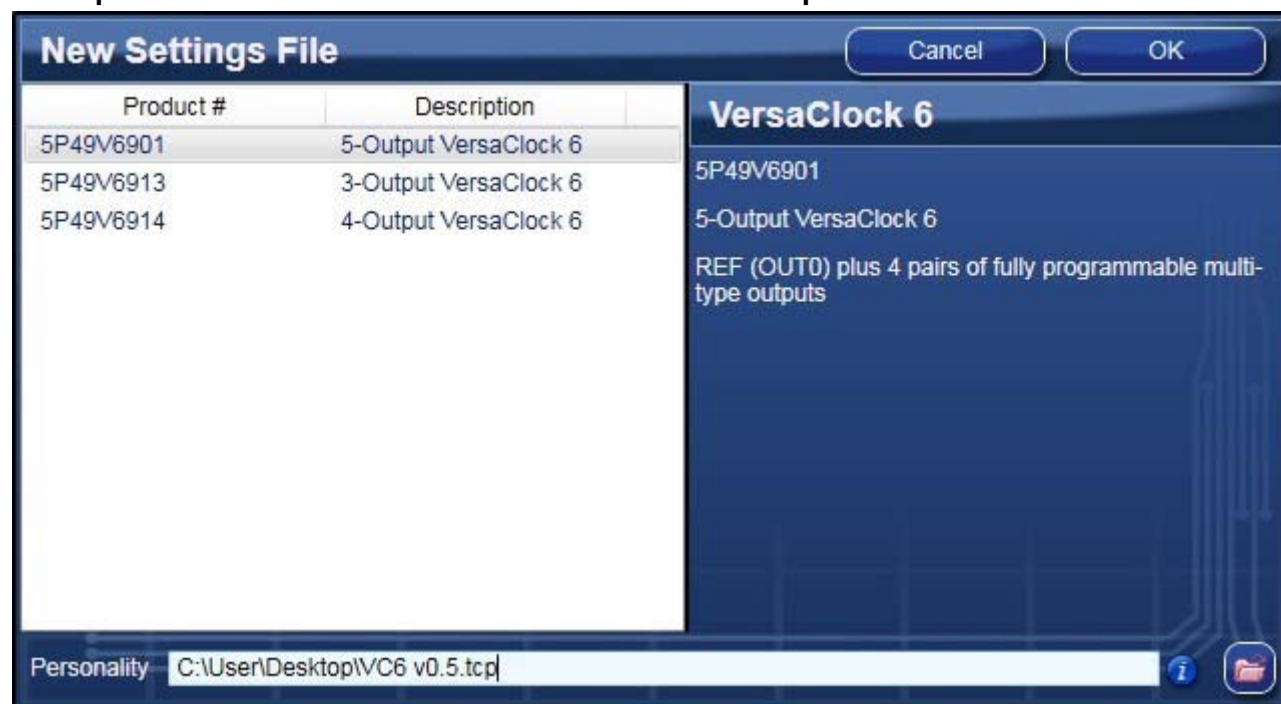 New Settings File
Cancel
OK
Product #
Description
5P49V6901
5-Output VersaClock 6
5P49V6913
3-Output VersaClock 6
5P49V6914
4-Output VersaClock 6
VersaClock 6
5P49V6901
5-Output VersaClock 6
REF (OUT0) plus 4 pairs of fully programmable multi-
type outputs
Personality
C:\User\Desktop\VC6 v0.5.tcp
i